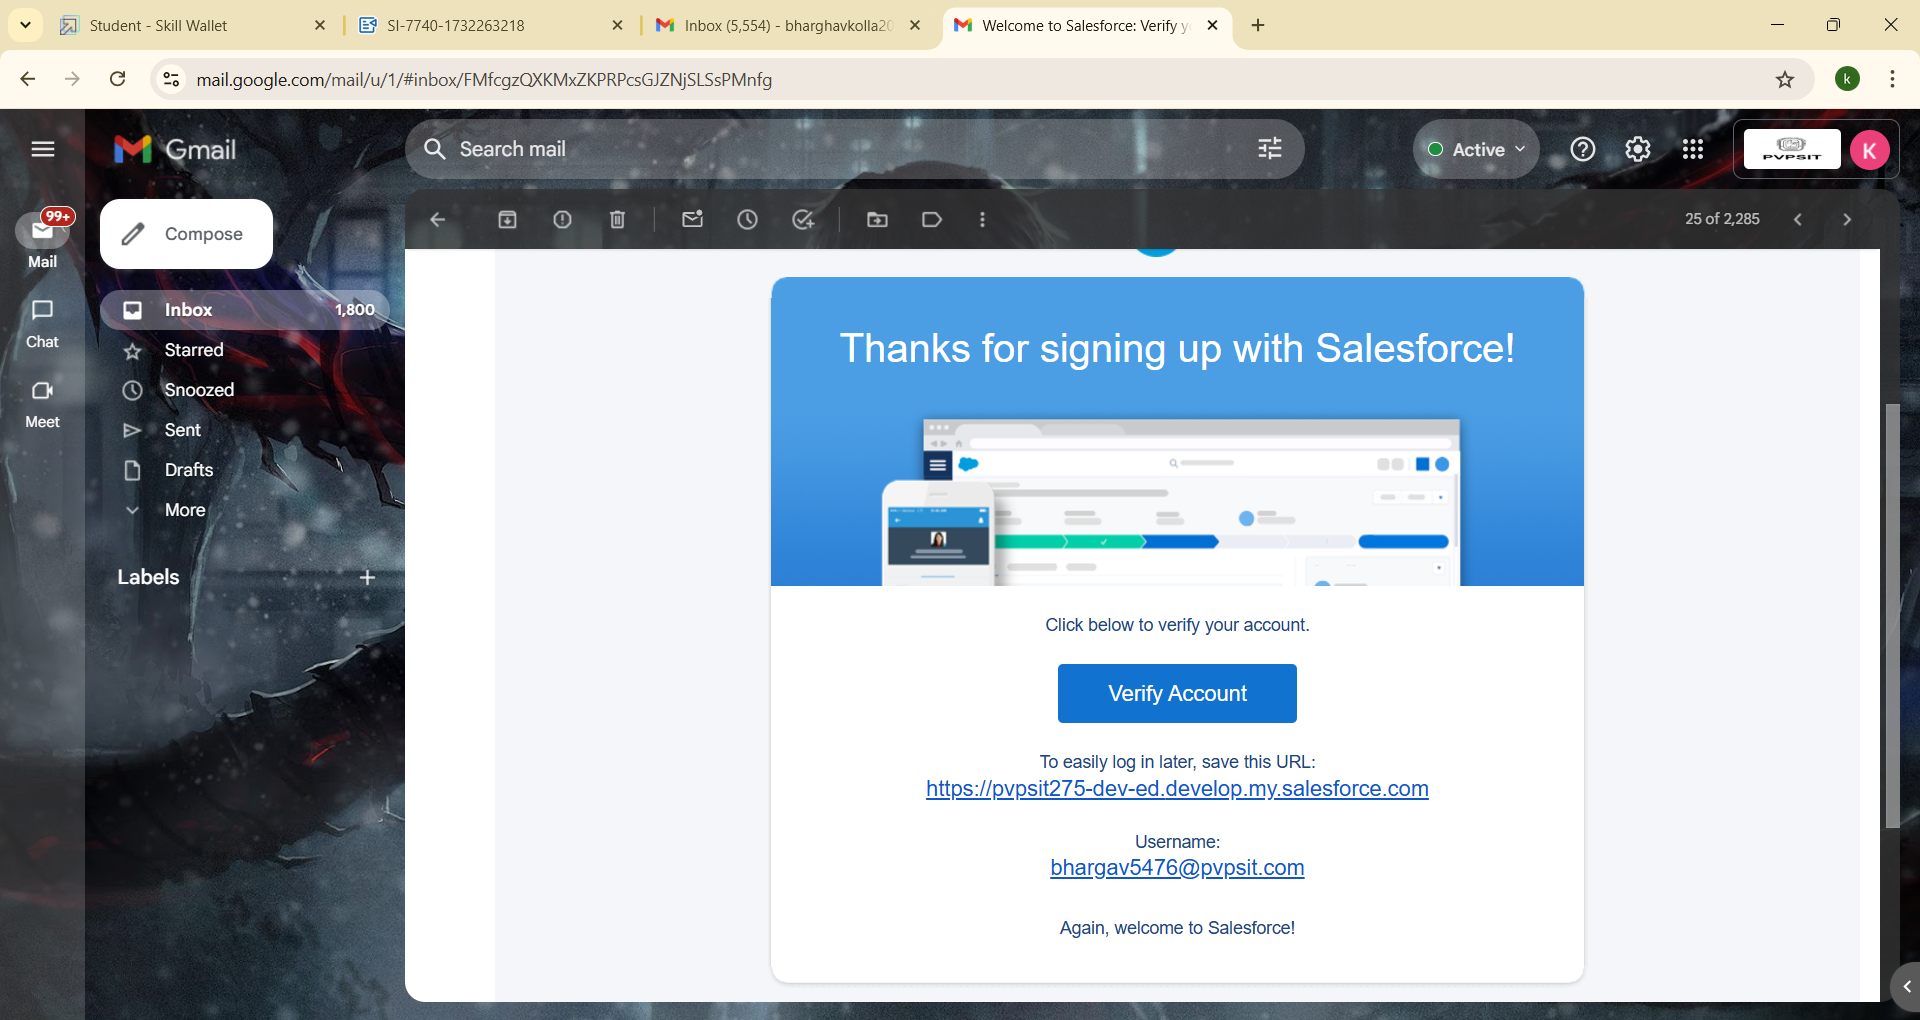 Student - Skill Wallet
SI-7740-1732263218
Inbox (5,554) - bharghavkolla20
Welcome to Salesforce: Verify y
mail.google.com/mail/u/1/#inbox/FMfcgzQXKMxZKPRPcsGJZNjSLSsPMnfg
k
Gmail
Search mail
Active
PVPSIT
K
99+
Mail
Chat
Meet
Compose
Inbox 1,800
Starred
Snoozed
Sent
Drafts
More
Labels
25 of 2,285
Thanks for signing up with Salesforce!
Click below to verify your account.
Verify Account
To easily log in later, save this URL:
https://pvpsit275-dev-ed.develop.my.salesforce.com
Username:
bhargav5476@pvpsit.com
Again, welcome to Salesforce!